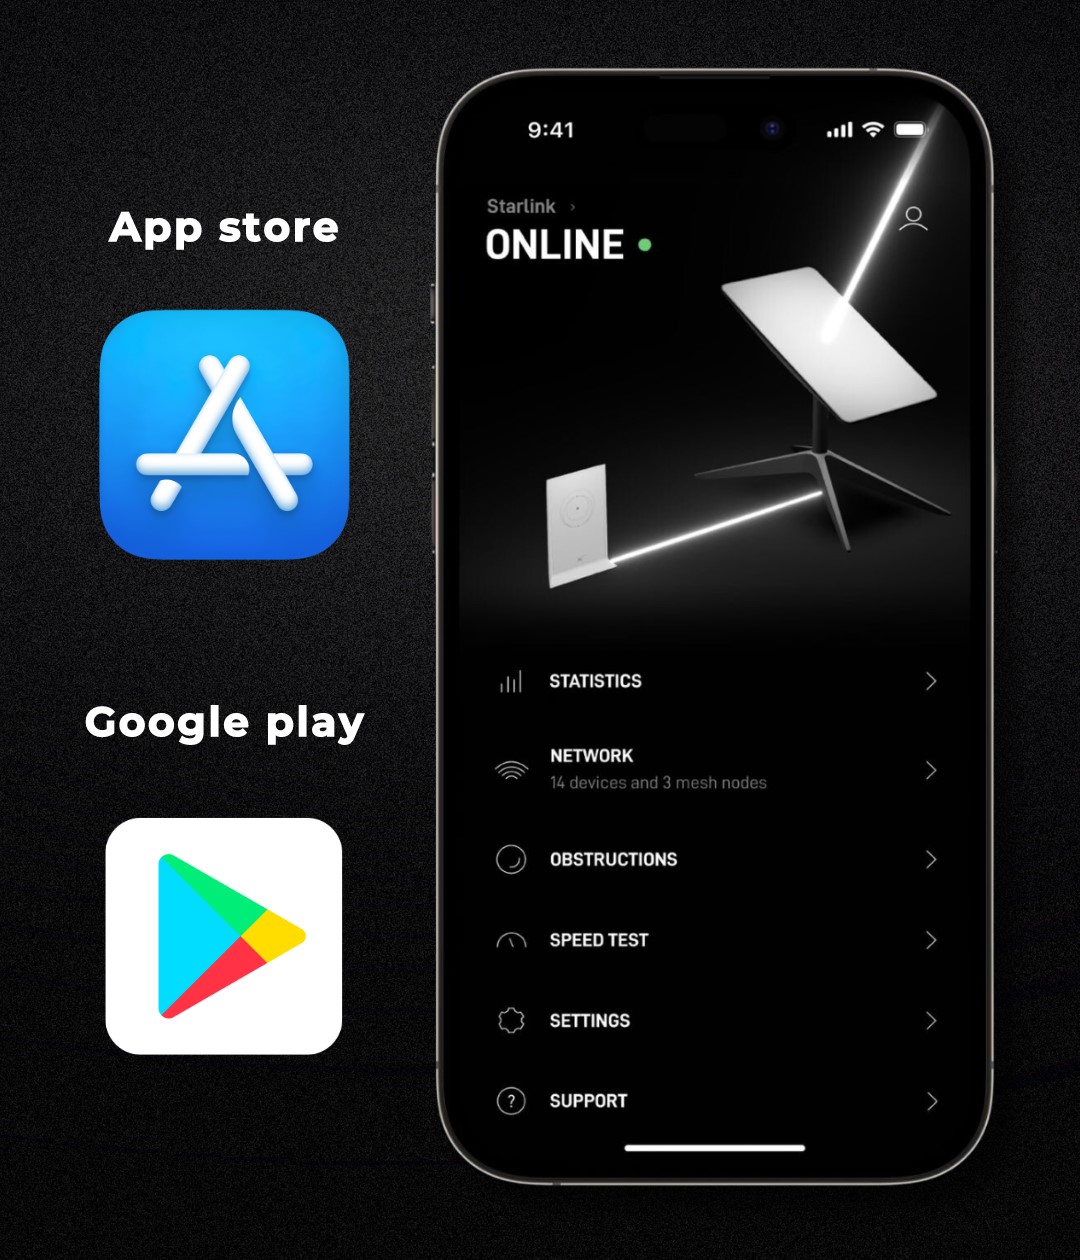 App store
Google play
9:41
Starlink
ONLINE
STATISTICS
NETWORK
14 devices and 3 mesh nodes
OBSTRUCTIONS
SPEED TEST
SETTINGS
? SUPPORT